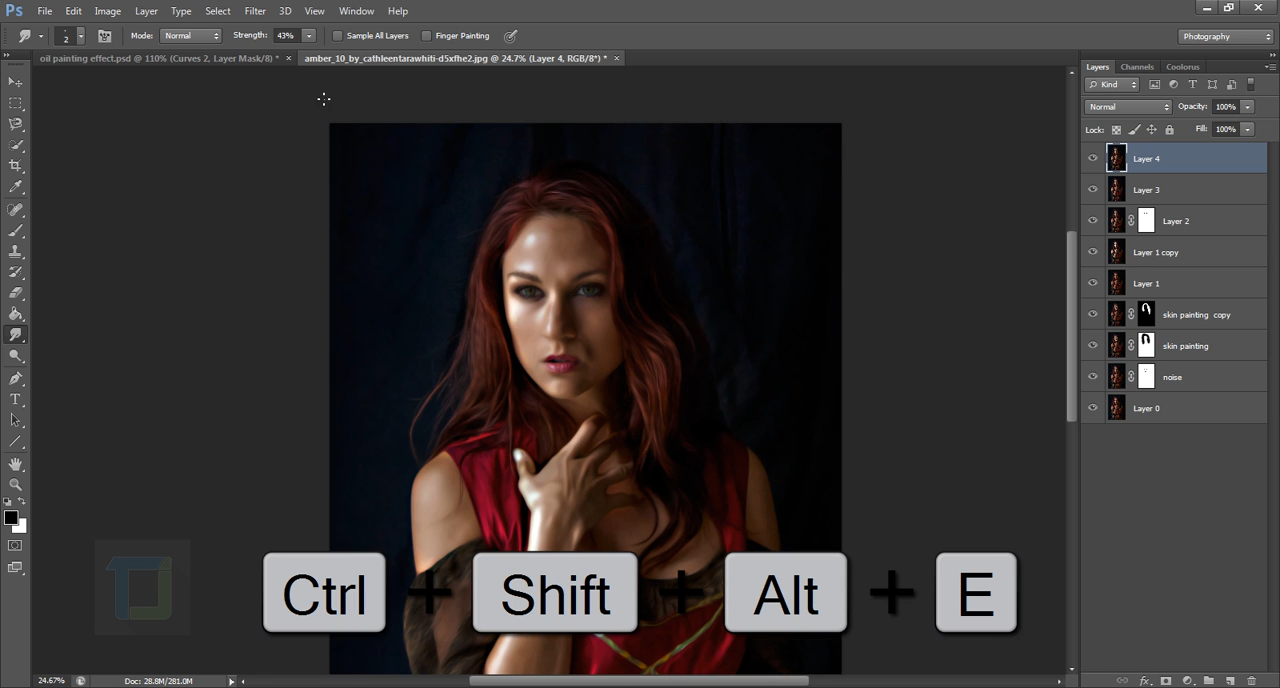 Ps File Edit Image Layer Type Select Filter 3D View Window Help
2 Mode: Normal Strength: 43% Sample All Layers Finger Painting Photography
oil painting effect.psd @ 110% (Curves 2, Layer Mask/8) * × amber_10_by_cathleentarawhiti-d5xfhe2.jpg @ 24.7% (Layer 4, RGB/8*) * ×
Layers Channels Coolorus
Kind
Normal Opacity: 100%
Lock: Fill: 100%
Layer 4
Layer 3
Layer 2
Layer 1 copy
Layer 1
skin painting copy
skin painting
noise
Layer 0
Ctrl + Shift + Alt + E
24.67% Doc: 28.8M/281.0M